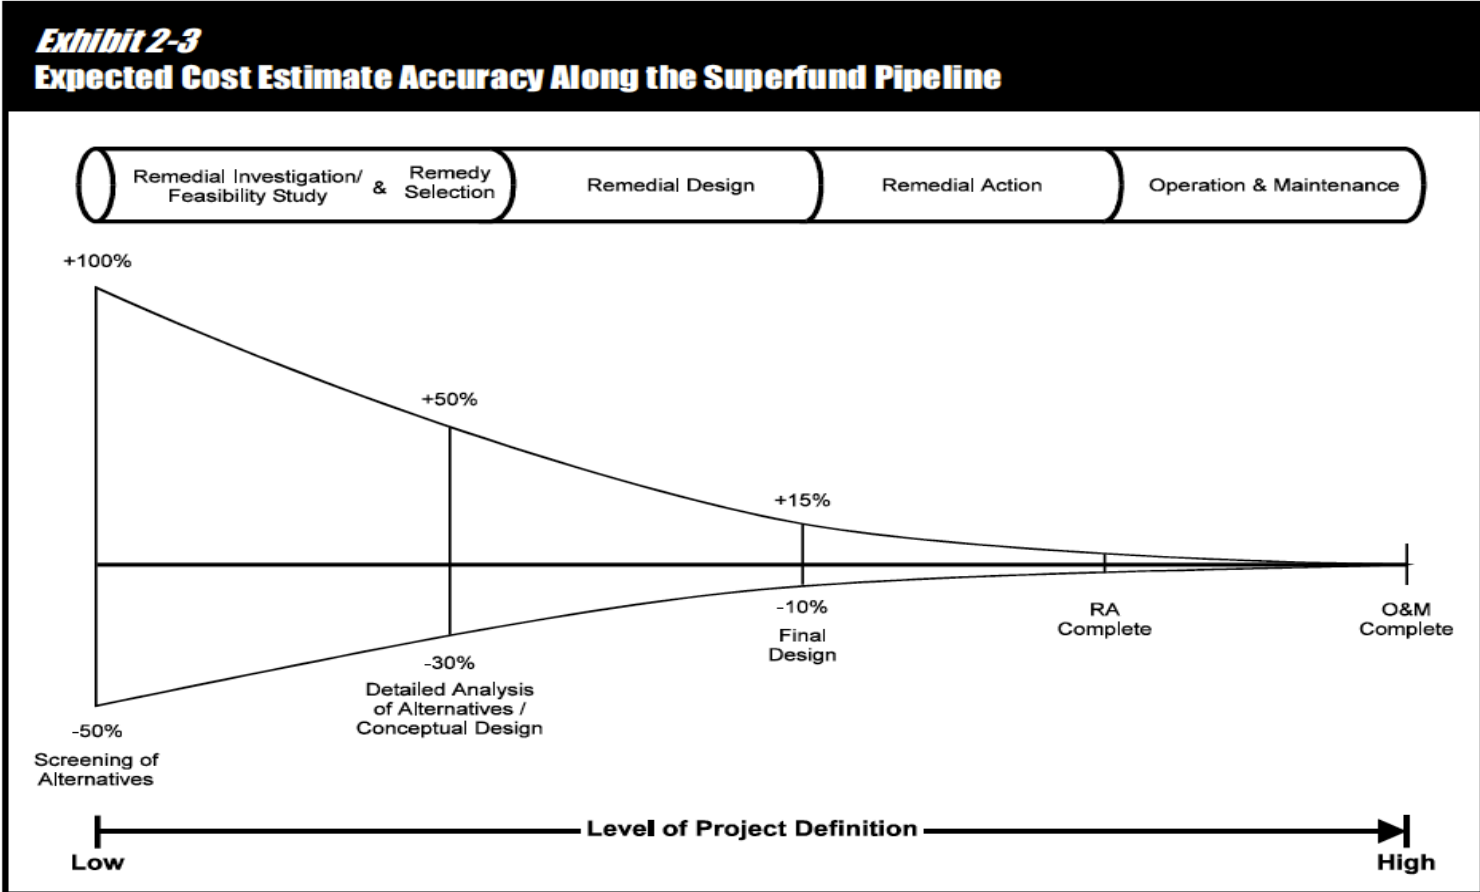 Exhibit 2-3
Expected Cost Estimate Accuracy Along the Superfund Pipeline
Remedial Investigation/
Feasibility Study
&
Remedy
Selection
Remedial Design
Remedial Action
Operation & Maintenance
+100%
+50%
+15%
-10%
Final
Design
RA
Complete
O&M
Complete
-30%
Detailed Analysis
of Alternatives /
Conceptual Design
-50%
Screening of
Alternatives
Level of Project Definition
Low
High